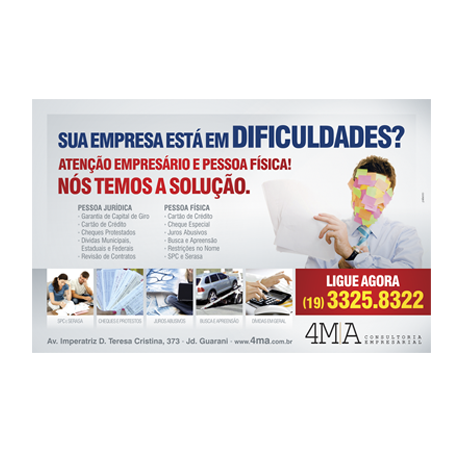 SUA EMPRESA ESTÁ EM DIFICULDADES?
ATENÇÃO EMPRESÁRIO E PESSOA FÍSICA!
NÓS TEMOS A SOLUÇÃO.
PESSOA JURÍDICA
- Garantia de Capital de Giro
- Cartão de Crédito
- Cheques Protestados
- Dívidas Municipais,
Estaduais e Federais
- Revisão de Contratos
PESSOA FÍSICA
- Cartão de Crédito
- Cheque Especial
- Juros Abusivos
- Busca e Apreensão
- Restrições no Nome
- SPC e Serasa
SPC e SERASA
CHEQUES E PROTESTOS
JUROS ABUSIVOS
BUSCA E APREENSÃO
DÍVIDAS EM GERAL
LIGUE AGORA
(19) 3325.8322
4MA CONSULTORIA
EMPRESARIAL
Av. Imperatriz D. Teresa Cristina, 373 · Jd. Guarani · www.4ma.com.br